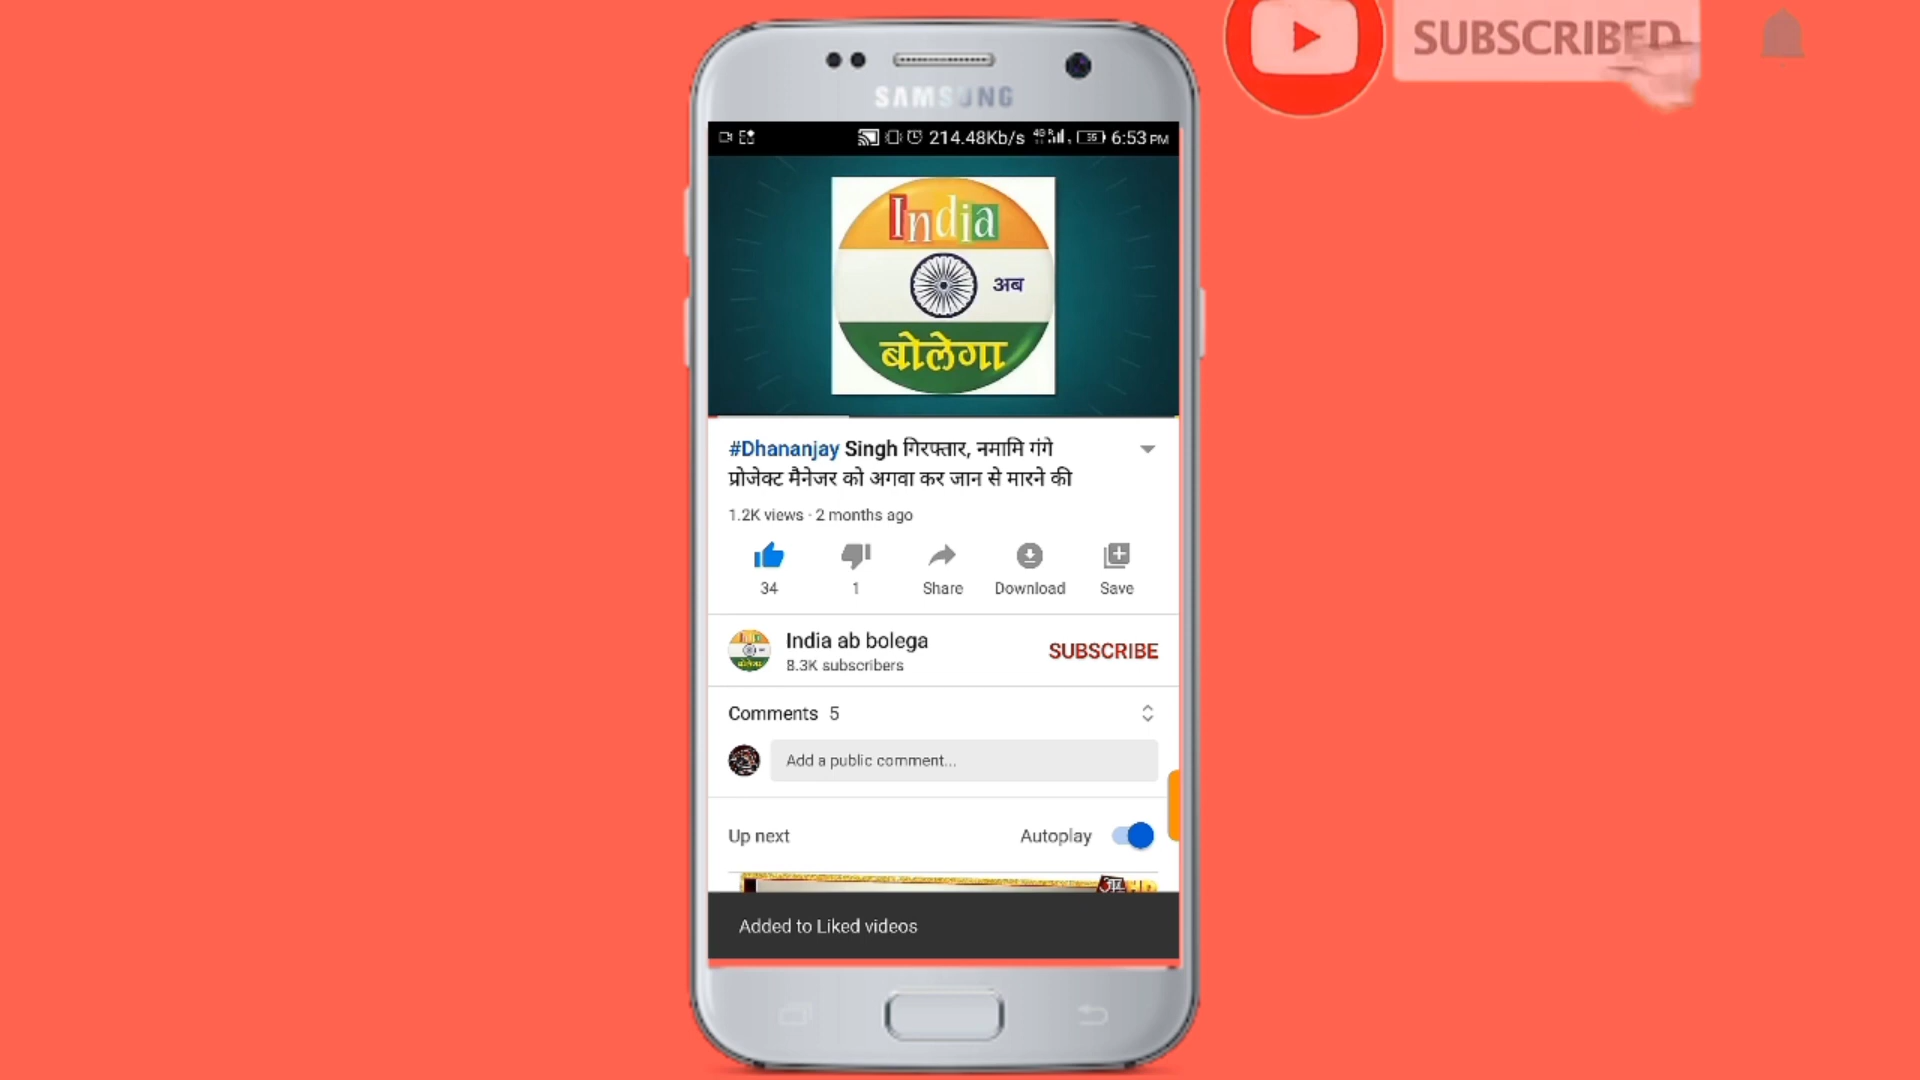 SUBSCRIBED
SAMSUNG
214.48Kb/s 4G R 35 6:53 PM
India
अब
बोलेगा
#Dhananjay Singh गिरफ्तार, नमामि गंगे
प्रोजेक्ट मैनेजर को अगवा कर जान से मारने की
1.2K views · 2 months ago
34 1 Share Download Save
India ab bolega
8.3K subscribers
SUBSCRIBE
Comments 5
Add a public comment...
Up next Autoplay
Added to Liked videos